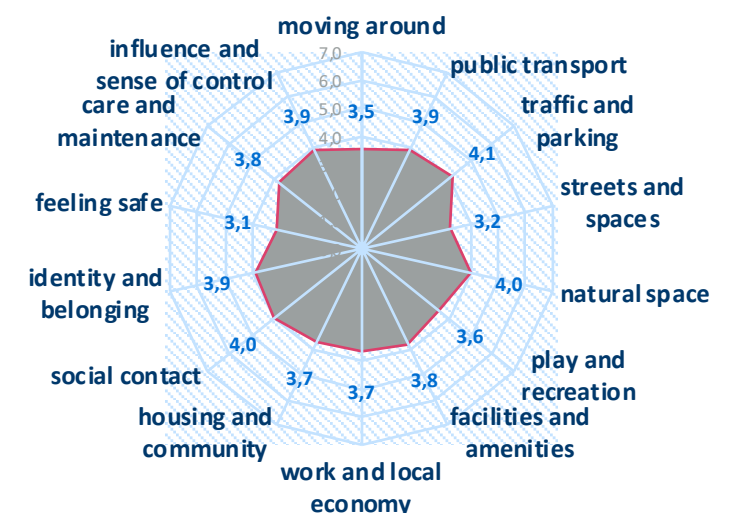 moving around
influence and
sense of control
7,0
6,0
5,0
4,0
public transport
care and
maintenance
traffic and
parking
3,9
3,5
3,9
3,8
4,1
feeling safe
streets and
spaces
3,1
3,2
identity and
belonging
3,9
4,0
natural space
4,0
3,6
social contact
play and
recreation
3,7
3,7
3,8
housing and
community
facilities and
amenities
work and local
economy